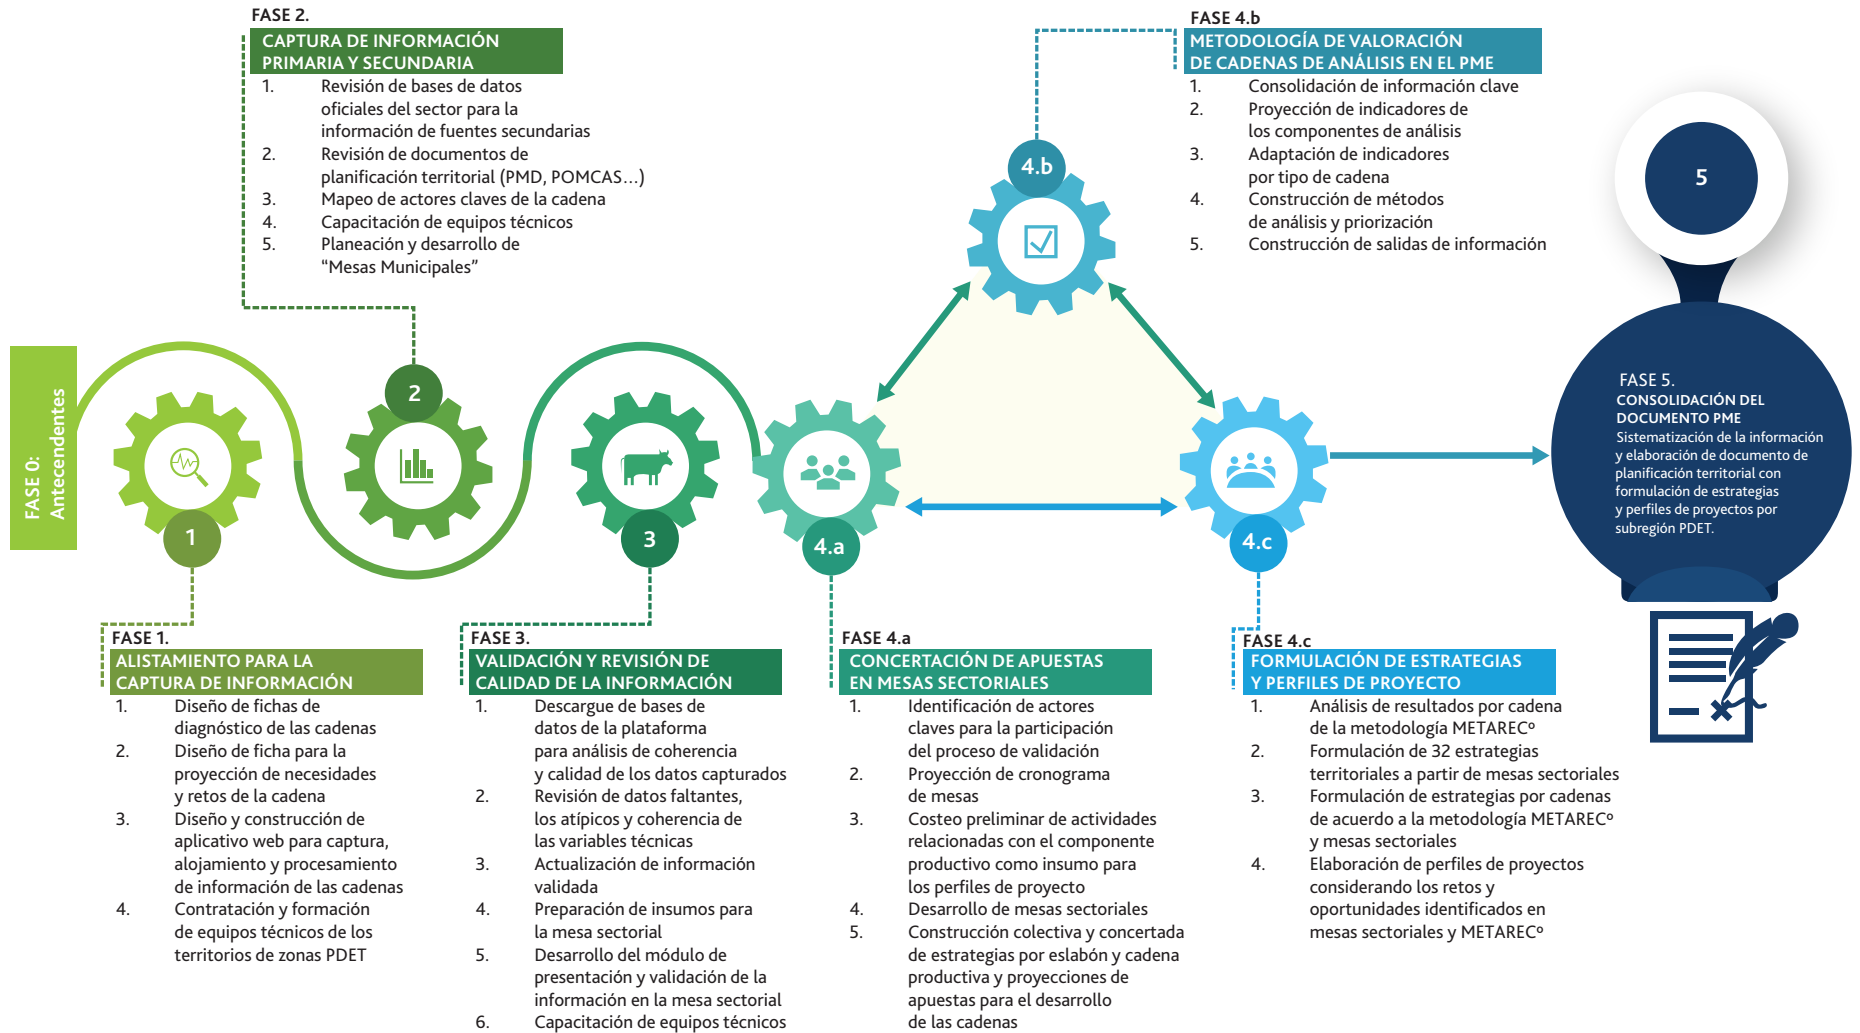 FASE 0:
Antecendentes
1
FASE 1.
ALISTAMIENTO PARA LA
CAPTURA DE INFORMACIÓN
1. Diseño de fichas de
diagnóstico de las cadenas
2. Diseño de ficha para la
proyección de necesidades
y retos de la cadena
3. Diseño y construcción de
aplicativo web para captura,
alojamiento y procesamiento
de información de las cadenas
4. Contratación y formación
de equipos técnicos de los
territorios de zonas PDET
FASE 2.
CAPTURA DE INFORMACIÓN
PRIMARIA Y SECUNDARIA
1. Revisión de bases de datos
oficiales del sector para la
información de fuentes secundarias
2. Revisión de documentos de
planificación territorial (PMD, POMCAS...)
3. Mapeo de actores claves de la cadena
4. Capacitación de equipos técnicos
5. Planeación y desarrollo de
“Mesas Municipales”
2
3
FASE 3.
VALIDACIÓN Y REVISIÓN DE
CALIDAD DE LA INFORMACIÓN
1. Descargue de bases de
datos de la plataforma
para análisis de coherencia
y calidad de los datos capturados
2. Revisión de datos faltantes,
los atípicos y coherencia de
las variables técnicas
3. Actualización de información
validada
4. Preparación de insumos para
la mesa sectorial
5. Desarrollo del módulo de
presentación y validación de la
información en la mesa sectorial
6. Capacitación de equipos técnicos
4.a
FASE 4.a
CONCERTACIÓN DE APUESTAS
EN MESAS SECTORIALES
1. Identificación de actores
claves para la participación
del proceso de validación
2. Proyección de cronograma
de mesas
3. Costeo preliminar de actividades
relacionadas con el componente
productivo como insumo para
los perfiles de proyecto
4. Desarrollo de mesas sectoriales
5. Construcción colectiva y concertada
de estrategias por eslabón y cadena
productiva y proyecciones de
apuestas para el desarrollo
de las cadenas
FASE 4.b
METODOLOGÍA DE VALORACIÓN
DE CADENAS DE ANÁLISIS EN EL PME
1. Consolidación de información clave
2. Proyección de indicadores de
los componentes de análisis
3. Adaptación de indicadores
por tipo de cadena
4. Construcción de métodos
de análisis y priorización
5. Construcción de salidas de información
4.b
4.c
FASE 4.c
FORMULACIÓN DE ESTRATEGIAS
Y PERFILES DE PROYECTO
1. Análisis de resultados por cadena
de la metodología METARECº
2. Formulación de 32 estrategias
territoriales a partir de mesas sectoriales
3. Formulación de estrategias por cadenas
de acuerdo a la metodología METARECº
y mesas sectoriales
4. Elaboración de perfiles de proyectos
considerando los retos y
oportunidades identificados en
mesas sectoriales y METARECº
5
FASE 5.
CONSOLIDACIÓN DEL
DOCUMENTO PME
Sistematización de la información
y elaboración de documento de
planificación territorial con
formulación de estrategias
y perfiles de proyectos por
subregión PDET.